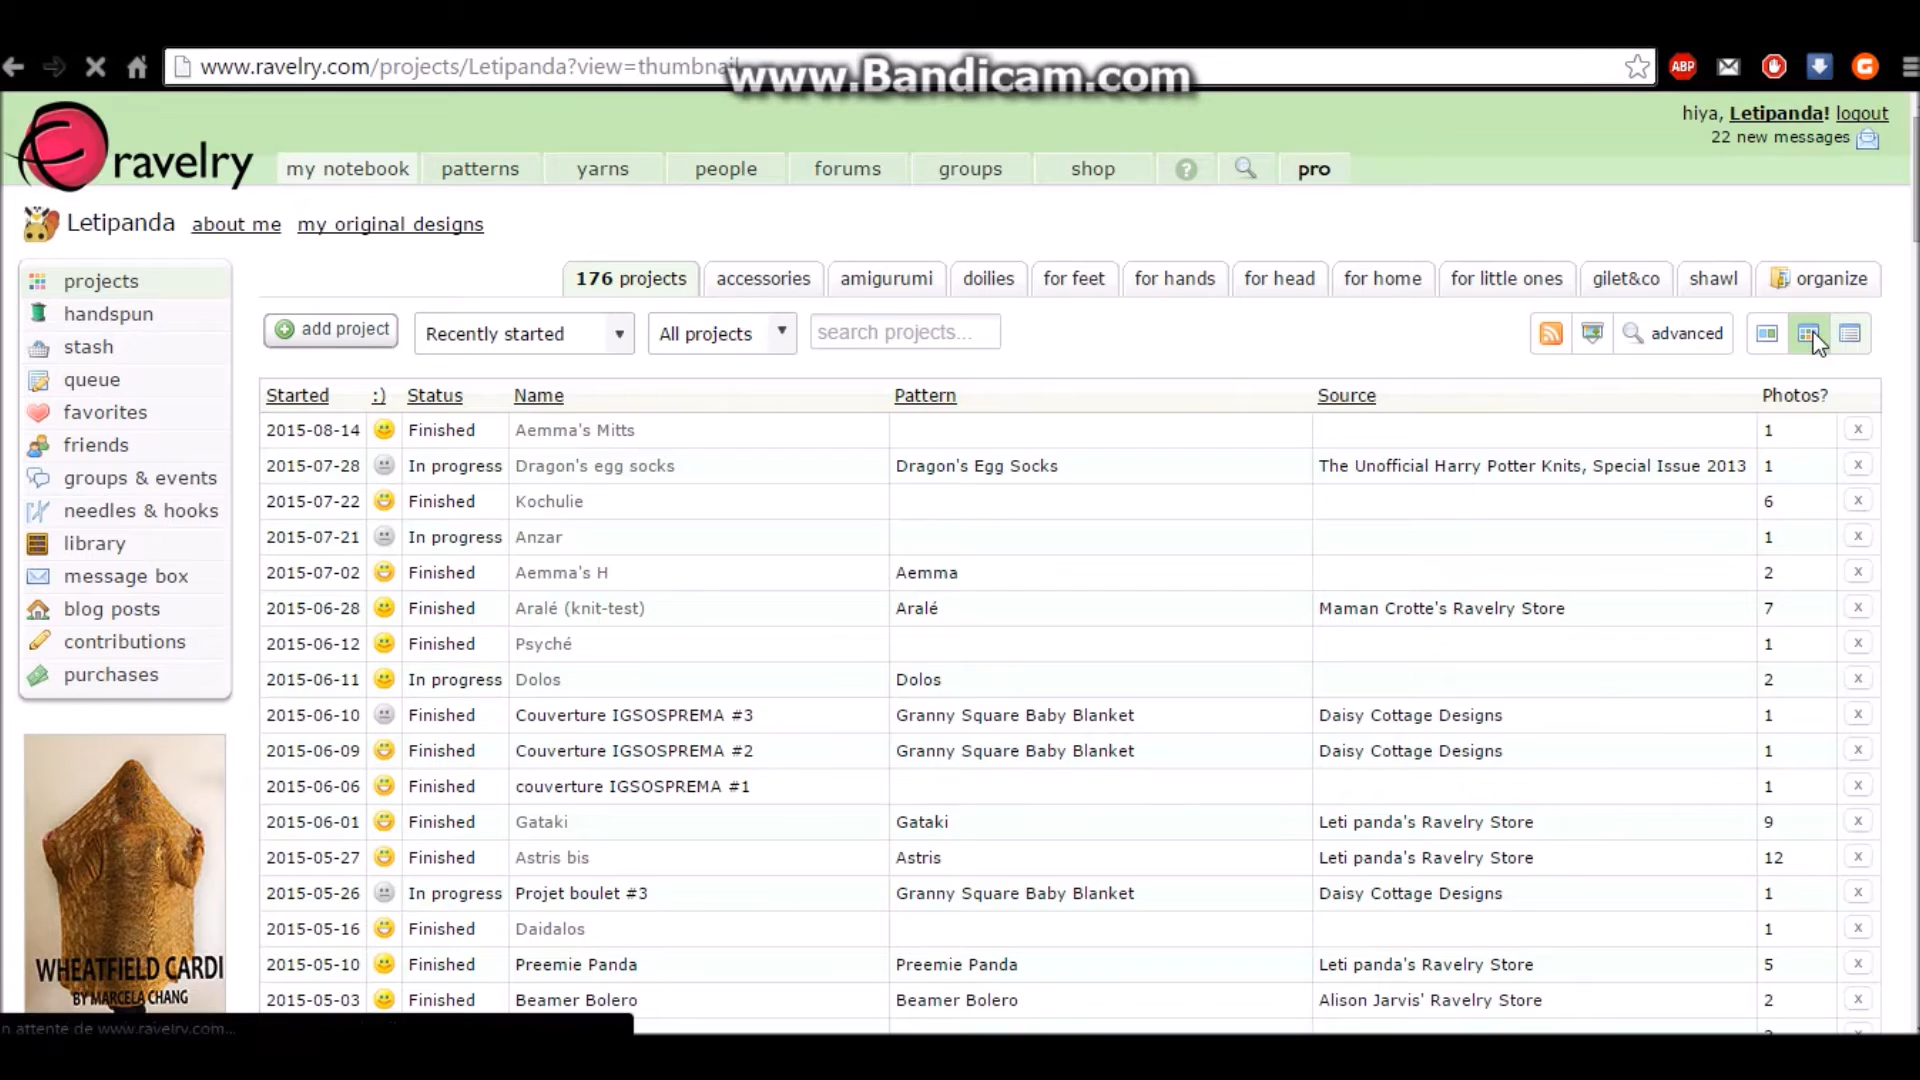 www.ravelry.com/projects/Letipanda?view=thumbnail
www.Bandicam.com
ABP
hiya, Letipanda! logout
22 new messages
ravelry
my notebook patterns yarns people forums groups shop ? pro
Letipanda about me my original designs
projects
handspun
stash
queue
favorites
friends
groups & events
needles & hooks
library
message box
blog posts
contributions
purchases
176 projects accessories amigurumi doilies for feet for hands for head for home for little ones gilet&co shawl organize
add project Recently started All projects search projects... advanced
Started :) Status Name Pattern Source Photos?
2015-08-14 Finished Aemma's Mitts 1 x
2015-07-28 In progress Dragon's egg socks Dragon's Egg Socks The Unofficial Harry Potter Knits, Special Issue 2013 1 x
2015-07-22 Finished Kochulie 6 x
2015-07-21 In progress Anzar 1 x
2015-07-02 Finished Aemma's H Aemma 2 x
2015-06-28 Finished Aralé (knit-test) Aralé Maman Crotte's Ravelry Store 7 x
2015-06-12 Finished Psyché 1 x
2015-06-11 In progress Dolos Dolos 2 x
2015-06-10 Finished Couverture IGSOSPREMA #3 Granny Square Baby Blanket Daisy Cottage Designs 1 x
2015-06-09 Finished Couverture IGSOSPREMA #2 Granny Square Baby Blanket Daisy Cottage Designs 1 x
2015-06-06 Finished couverture IGSOSPREMA #1 1 x
2015-06-01 Finished Gataki Gataki Leti panda's Ravelry Store 9 x
2015-05-27 Finished Astris bis Astris Leti panda's Ravelry Store 12 x
2015-05-26 In progress Projet boulet #3 Granny Square Baby Blanket Daisy Cottage Designs 1 x
2015-05-16 Finished Daidalos 1 x
2015-05-10 Finished Preemie Panda Preemie Panda Leti panda's Ravelry Store 5 x
2015-05-03 Finished Beamer Bolero Beamer Bolero Alison Jarvis' Ravelry Store 2 x
WHEATFIELD CARDI
BY MARCELA CHANG
n attente de www.ravelry.com...